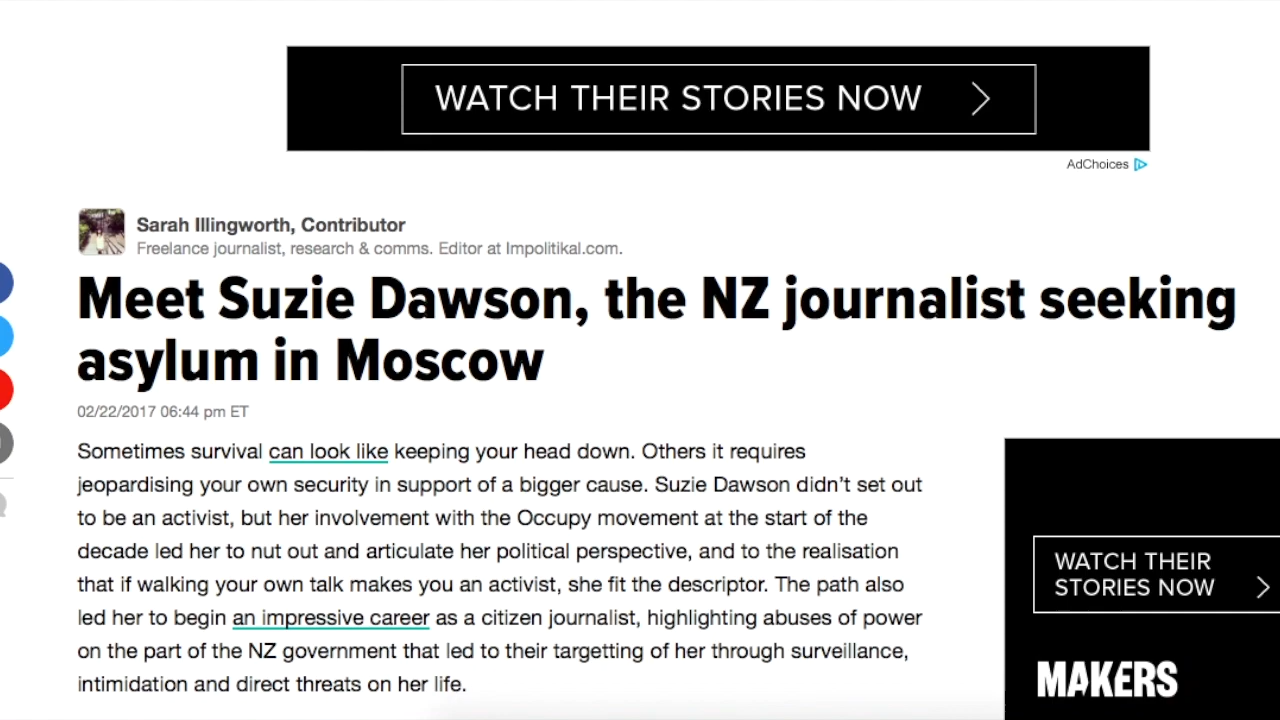 WATCH THEIR STORIES NOW
AdChoices
Sarah Illingworth, Contributor
Freelance journalist, research & comms. Editor at Impolitikal.com.
Meet Suzie Dawson, the NZ journalist seeking
asylum in Moscow
02/22/2017 06:44 pm ET
Sometimes survival can look like keeping your head down. Others it requires
jeopardising your own security in support of a bigger cause. Suzie Dawson didn’t set out
to be an activist, but her involvement with the Occupy movement at the start of the
decade led her to nut out and articulate her political perspective, and to the realisation
that if walking your own talk makes you an activist, she fit the descriptor. The path also
led her to begin an impressive career as a citizen journalist, highlighting abuses of power
on the part of the NZ government that led to their targetting of her through surveillance,
intimidation and direct threats on her life.
WATCH THEIR
STORIES NOW
MAKERS